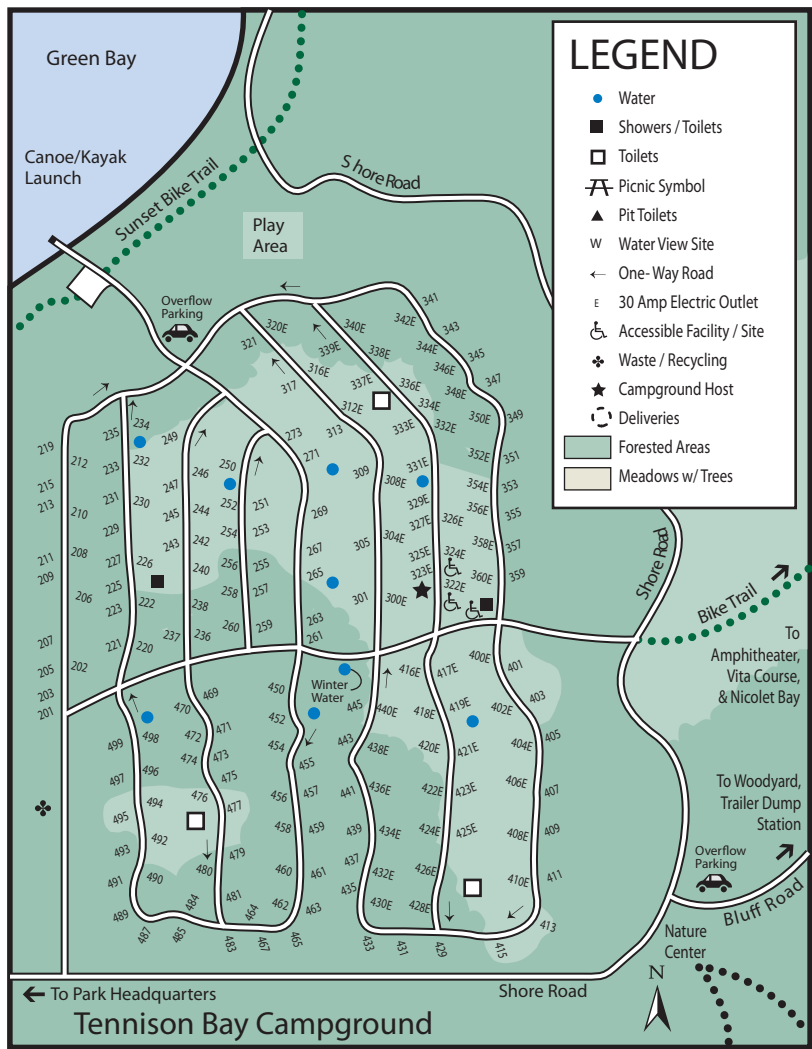 Green Bay
Canoe/Kayak
Launch
Sunset Bike Trail
Shore Road
Play
Area
Overflow
Parking
LEGEND
Water
Showers / Toilets
Toilets
Picnic Symbol
Pit Toilets
W Water View Site
One-Way Road
E 30 Amp Electric Outlet
Accessible Facility / Site
Waste / Recycling
Campground Host
Deliveries
Forested Areas
Meadows w/ Trees
341
342E
343
344E
345
346E
347
348E
349
350E
351
352E
353
354E
355
356E
357
358E
359
360E
320E
321
340E
339E
338E
316E
317
337E
336E
334E
312E
333E
332E
313
331E
309
308E
329E
327E
326E
304E
305
325E
324E
323E
322E
301
300E
234
235
249
273
219
212
233
232
250
271
215
213
231
230
247
246
252
251
269
210
245
244
254
253
229
243
242
267
211
209
208
227
226
240
256
255
265
225
258
257
206
223
222
238
260
259
263
207
221
220
237
236
261
205
202
203
201
Winter
Water
Shore Road
Bike Trail
To
Amphitheater,
Vita Course,
& Nicolet Bay
400E
401
416E
417E
402E
403
418E
419E
404E
405
420E
421E
406E
407
422E
423E
408E
409
424E
425E
410E
411
426E
428E
413
415
429
431
433
430E
432E
434E
435
437
436E
439
438E
441
440E
443
445
450
452
454
455
456
457
458
459
460
461
462
463
464
465
467
469
470
471
472
473
474
475
476
477
479
480
481
483
484
485
487
489
490
491
492
493
494
495
496
497
498
499
To Woodyard,
Trailer Dump
Station
Overflow
Parking
Bluff Road
Nature
Center
N
Shore Road
To Park Headquarters
Tennison Bay Campground